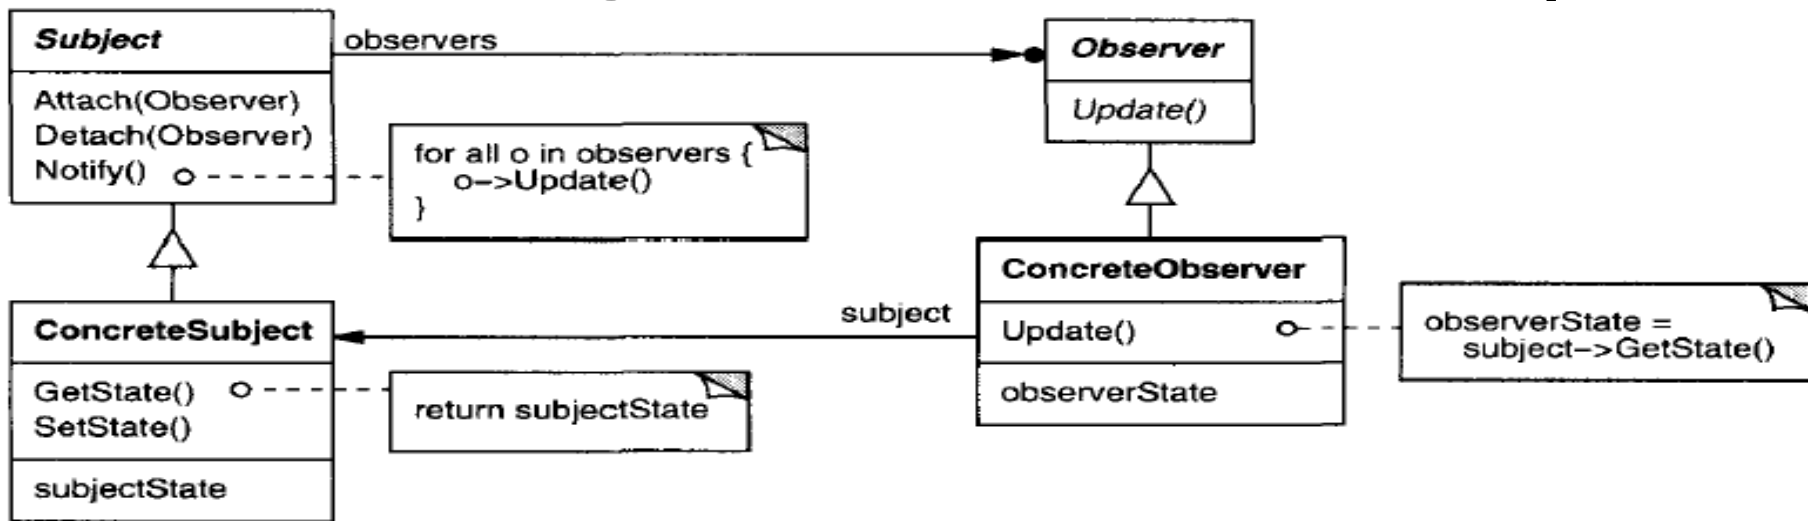 Subject
observers
Observer
Attach(Observer)
Detach(Observer)
Notify()
Update()
for all o in observers {
o->Update()
}
ConcreteSubject
subject
ConcreteObserver
Update()
observerState =
subject->GetState()
GetState()
SetState()
return subjectState
observerState
subjectState